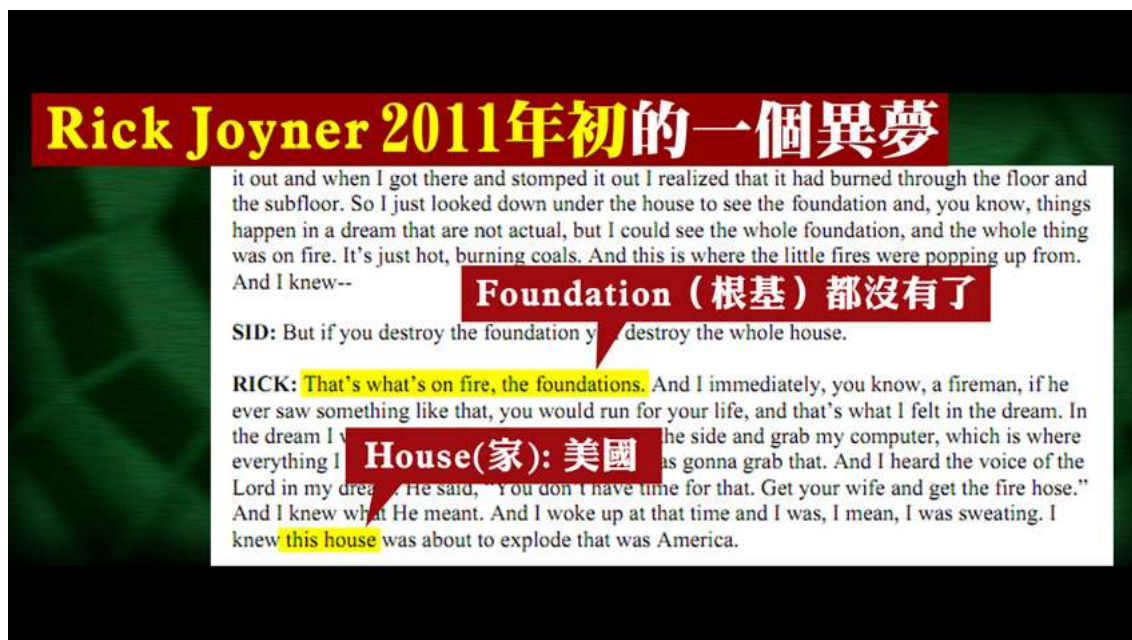 Rick Joyner 2011年初的一個異夢
it out and when I got there and stomped it out I realized that it had burned through the floor and
the subfloor. So I just looked down under the house to see the foundation and, you know, things
happen in a dream that are not actual, but I could see the whole foundation, and the whole thing
was on fire. It's just hot, burning coals. And this is where the little fires were popping up from.
And I knew--
Foundation（根基）都沒有了
SID: But if you destroy the foundation destroy the whole house.
RICK: That's what's on fire, the foundations. And I immediately, you know, a fireman, if he
ever saw something like that, you would run for your life, and that's what I felt in the dream. In
the dream I he side and grab my computer, which is where
House(家): 美國
everything I as gonna grab that. And I heard the voice of the
Lord in my He said, "You don't have time for that. Get your wife and get the fire hose."
And I knew what He meant. And I woke up at that time and I was, I mean, I was sweating. I
knew this house was about to explode that was America.